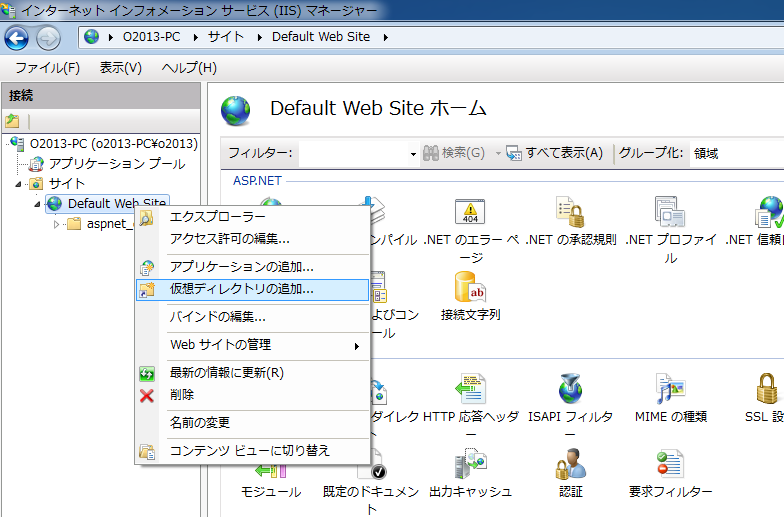 インターネット インフォメーション サービス (IIS) マネージャー
O2013-PC サイト Default Web Site
ファイル(F) 表示(V) ヘルプ(H)
接続
O2013-PC (o2013-PC¥o2013)
アプリケーション プール
サイト
Default Web Site
aspnet_
エクスプローラー
アクセス許可の編集...
アプリケーションの追加...
仮想ディレクトリの追加...
バインドの編集...
Web サイトの管理
最新の情報に更新(R)
削除
名前の変更
コンテンツ ビューに切り替え
Default Web Site ホーム
フィルター: 検索(G) すべて表示(A) グループ化: 領域
ASP.NET
ンパイル
.NET のエラー ペ
ージ
.NET の承認規則
.NET プロファイ
ル
.NET 信頼
およびコン
ール
接続文字列
ダイレクト
HTTP 応答ヘッダ
ー
ISAPI フィルタ
ー
MIME の種類
SSL 設
モジュール
既定のドキュメン
ト
出力キャッシュ
認証
要求フィルター